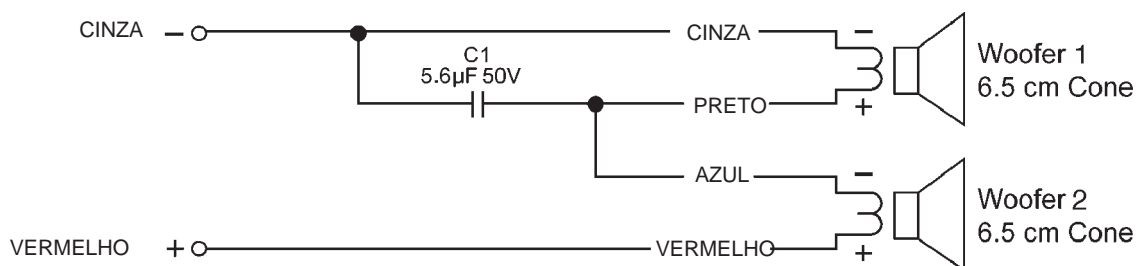 CINZA
− CINZA −
C1
5.6µF 50V
Woofer 1
6.5 cm Cone
PRETO
+
AZUL −
Woofer 2
6.5 cm Cone
VERMELHO + VERMELHO +